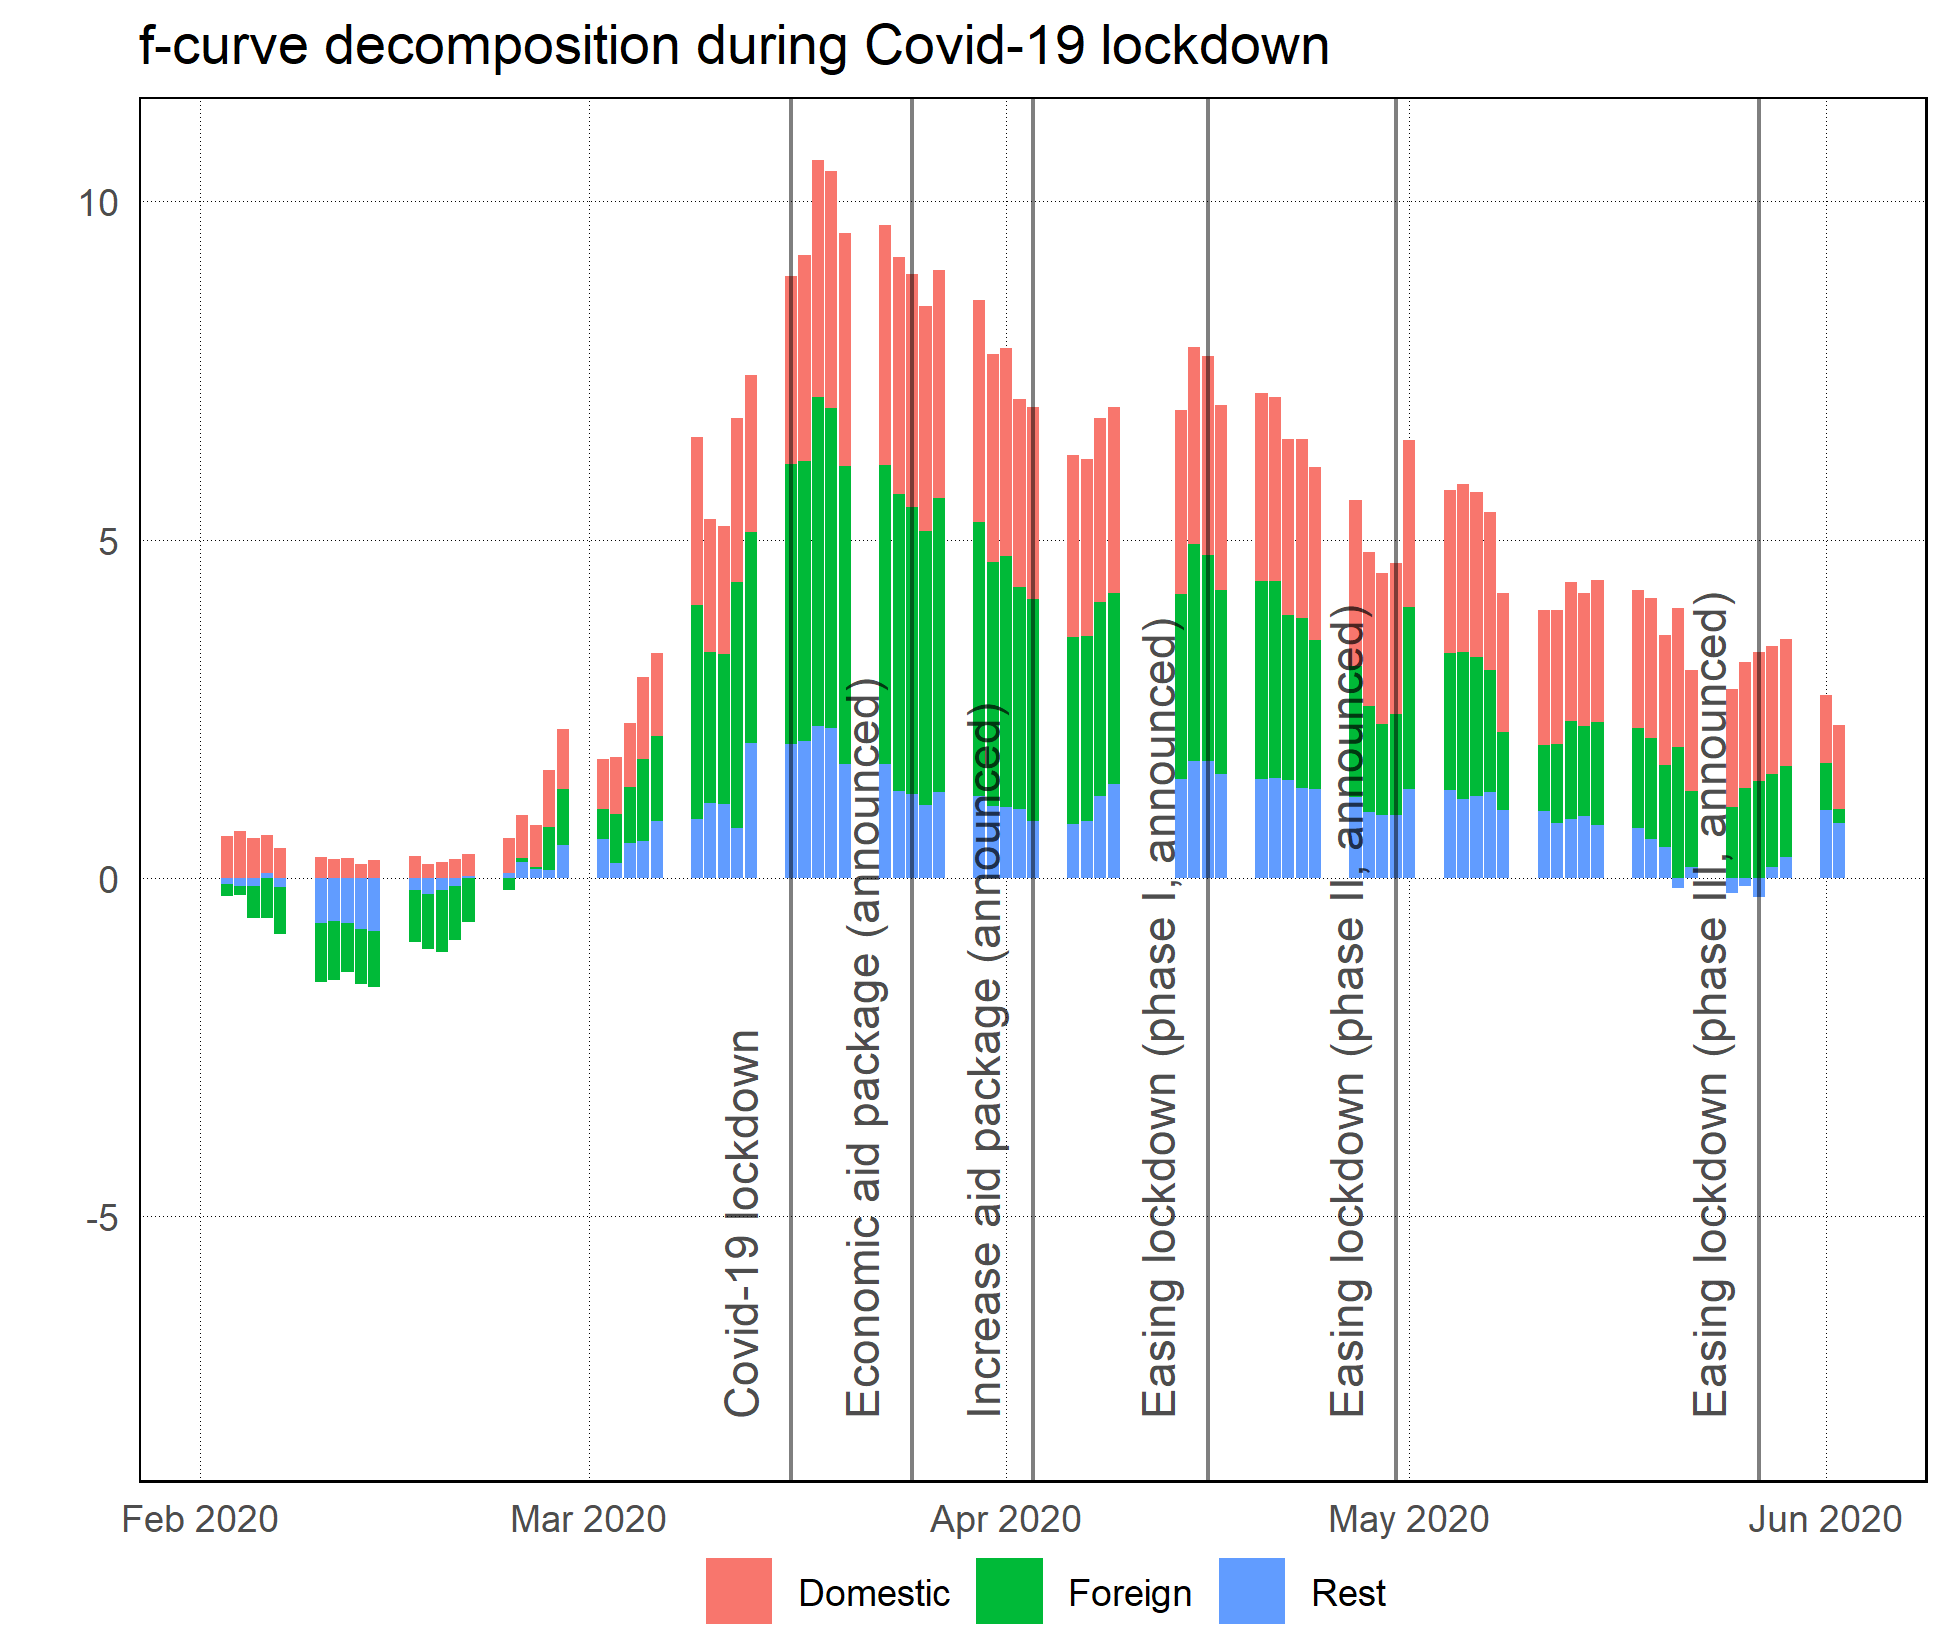 f-curve decomposition during Covid-19 lockdown
10
5
0
-5
Covid-19 lockdown
Economic aid package (announced)
Increase aid package (announced)
Easing lockdown (phase I, announced)
Easing lockdown (phase II, announced)
Easing lockdown (phase III, announced)
Feb 2020 Mar 2020 Apr 2020 May 2020 Jun 2020
Domestic Foreign Rest